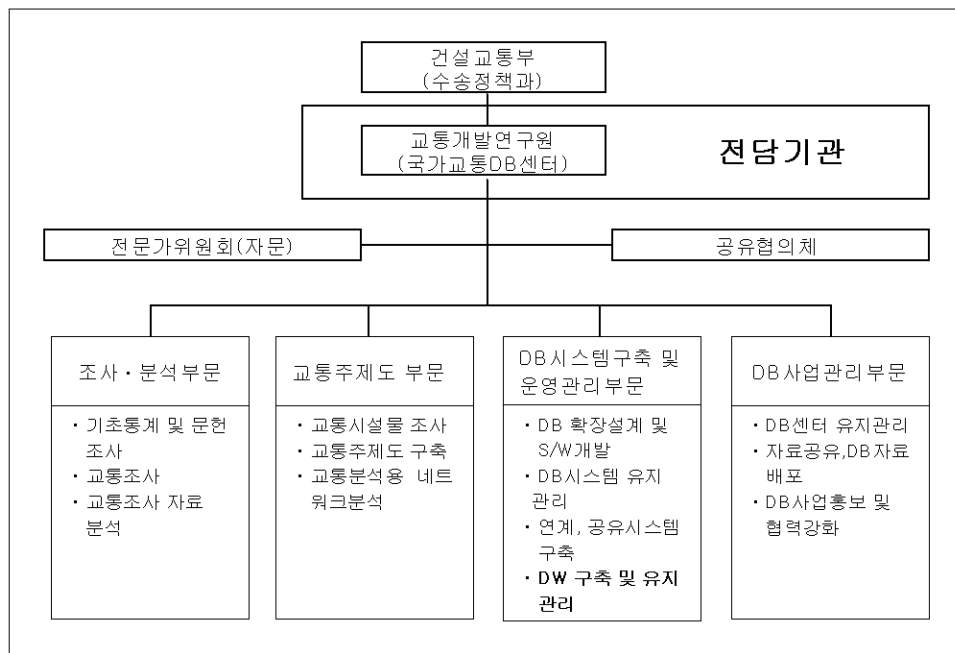 건설교통부
(수송정책과)
교통개발연구원
(국가교통DB센터)
전담기관
전문가위원회(자문)
공유협의체
조사·분석부문
· 기초통계 및 문헌
조사
· 교통조사
· 교통조사 자료
분석
교통주제도 부문
· 교통시설물 조사
· 교통주제도 구축
· 교통분석용 네트
워크분석
DB시스템구축 및
운영관리부문
· DB 확장설계 및
S/W개발
· DB시스템 유지
관리
· 연계, 공유시스템
구축
· DW 구축 및 유지
관리
DB사업관리부문
· DB센터 유지관리
· 자료공유,DB자료
배포
· DB사업홍보 및
협력강화